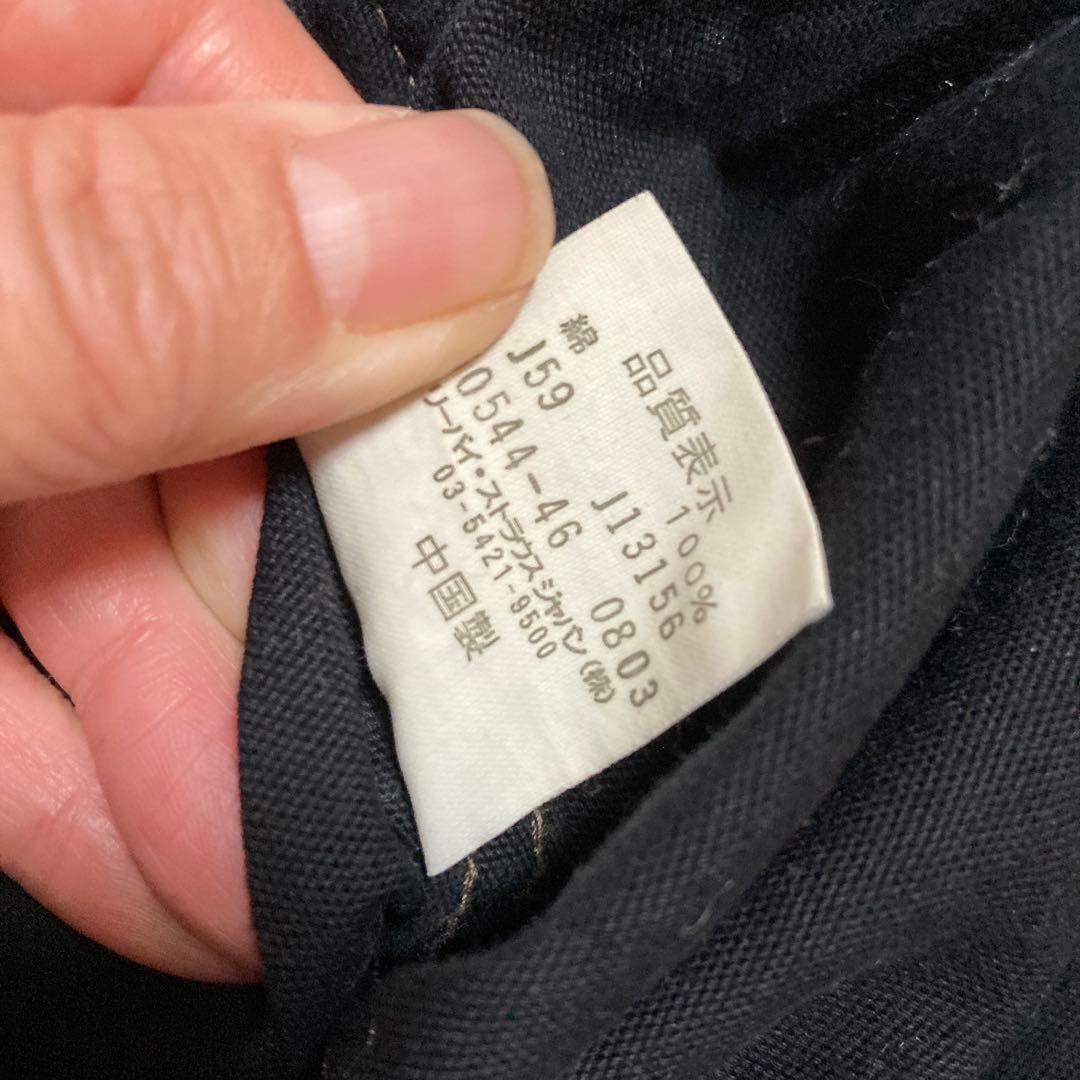 品質表示
綿 100%
J59 J13156
0544-46 0803
リーバイ・ストラウスジャパン(株)
03-5421-9500
中国製